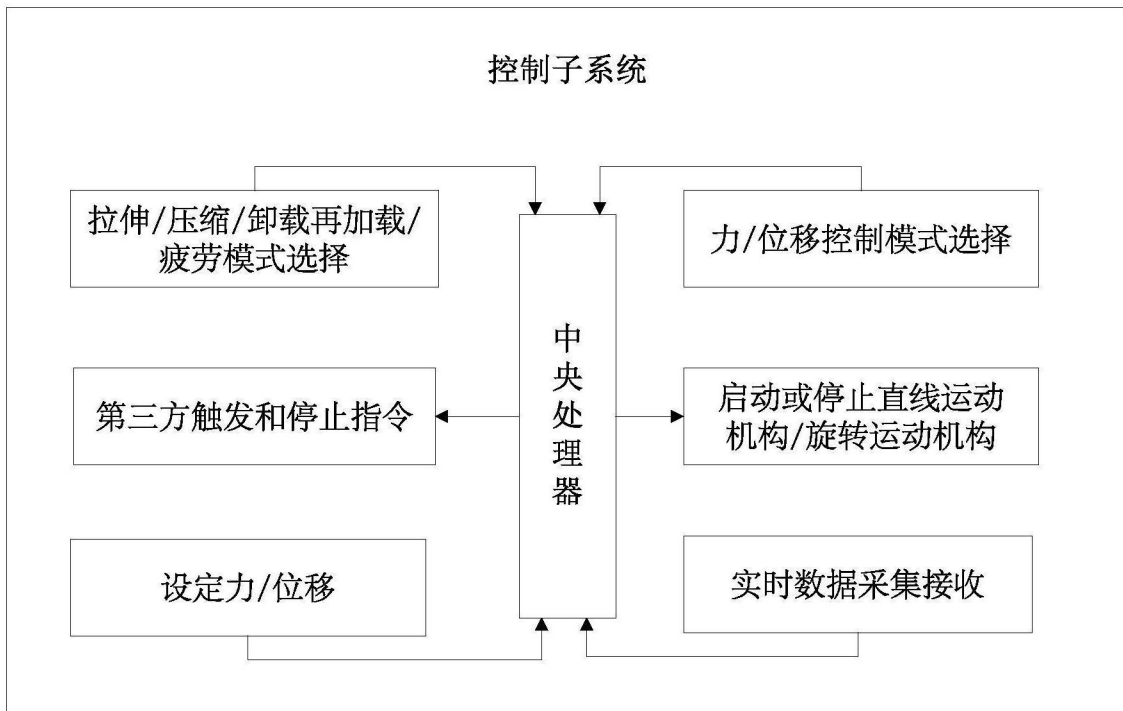 控制子系统
拉伸/压缩/卸载再加载/
疲劳模式选择
力/位移控制模式选择
中
央
处
理
器
第三方触发和停止指令
启动或停止直线运动
机构/旋转运动机构
设定力/位移
实时数据采集接收